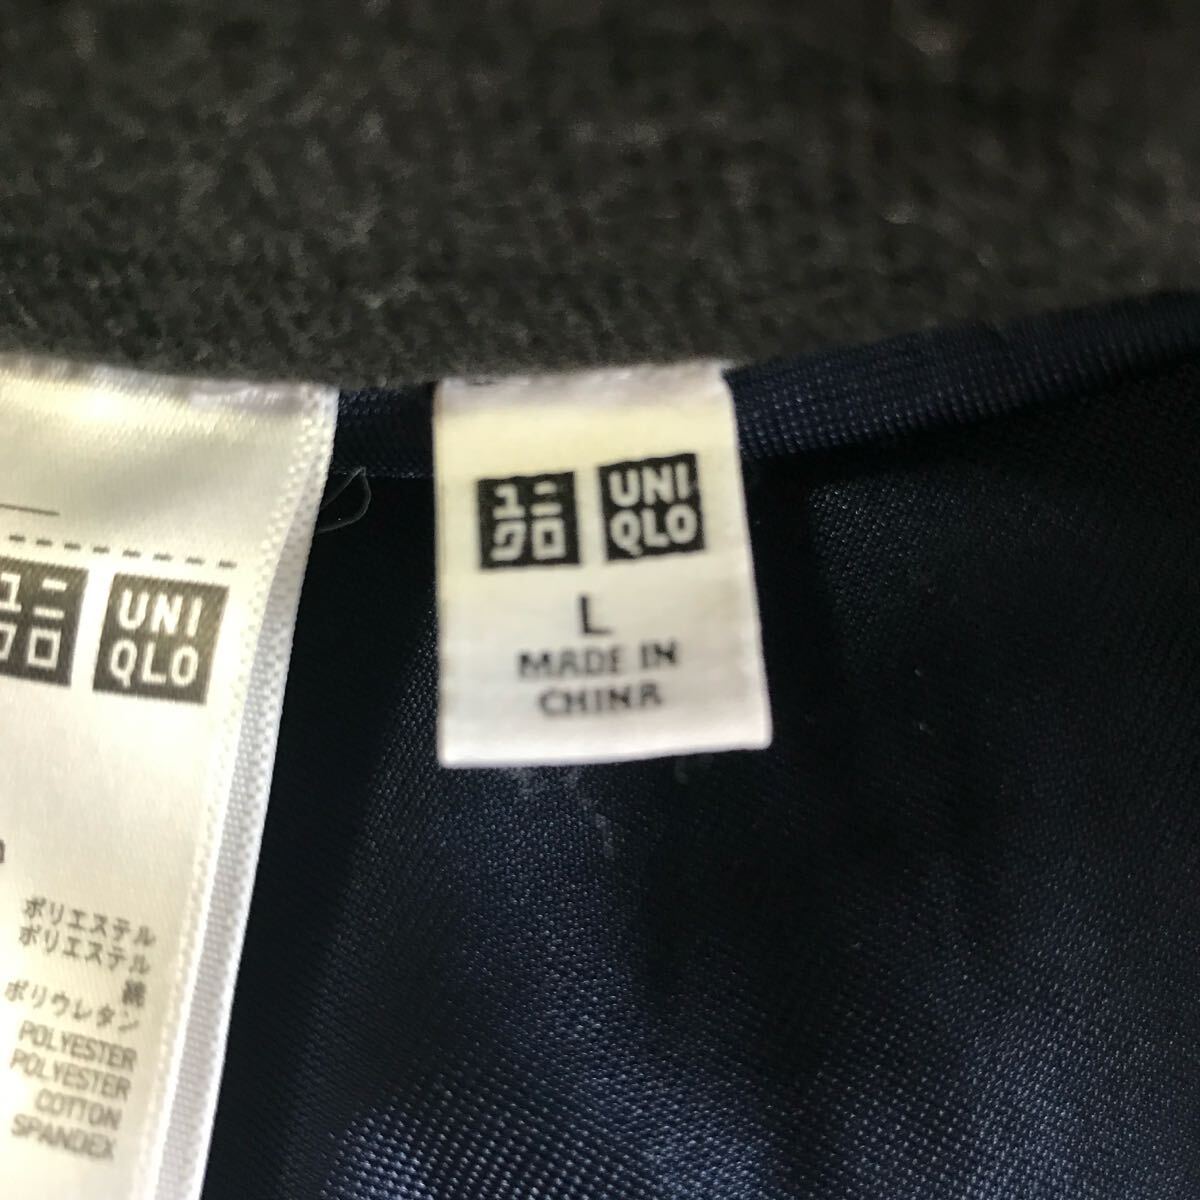 ユニ
クロ
UNI
QLO
ポリエステル
ポリエステル
綿
ポリウレタン
POLYESTER
POLYESTER
COTTON
SPANDEX
ユニ
クロ
UNI
QLO
L
MADE IN
CHINA